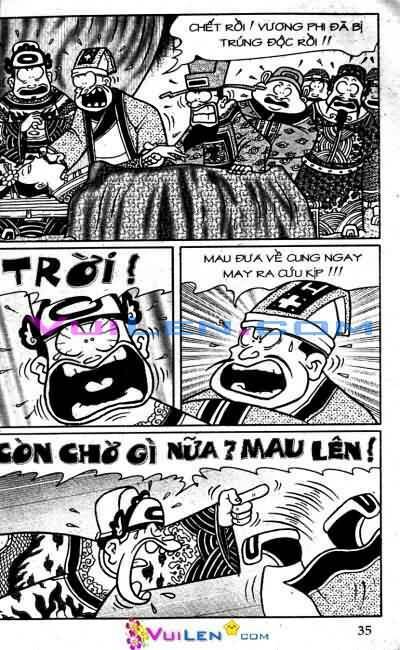 CHẾT RỒI! VƯƠNG PHI ĐÃ BỊ
TRÚNG ĐỘC RỒI!!
TRỜI!
MAU ĐƯA VỀ CUNG NGAY
MAY RA CỨU KỊP!!!
VUILEN.COM
CÒN CHỜ GÌ NỮA? MAU LÊN!
35
VUILEN.COM